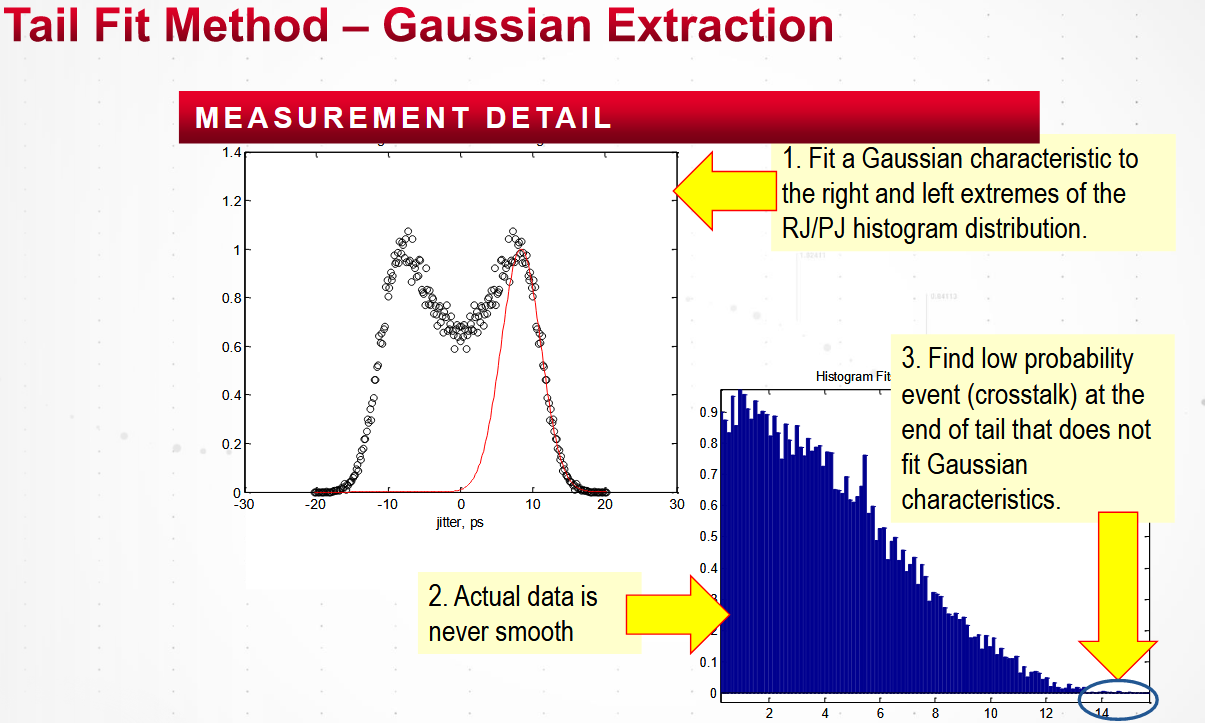 Tail Fit Method – Gaussian Extraction
MEASUREMENT DETAIL
1. Fit a Gaussian characteristic to
the right and left extremes of the
RJ/PJ histogram distribution.
1.4
1.2
1
0.8
0.6
0.4
0.2
0
-30
-20
-10
0
10
20
30
jitter, ps
3. Find low probability
event (crosstalk) at the
end of tail that does not
fit Gaussian
characteristics.
Histogram Fit
0.9
0.8
0.7
0.6
0.5
0.4
0.1
0
2
4
6
8
10
12
14
2. Actual data is
never smooth